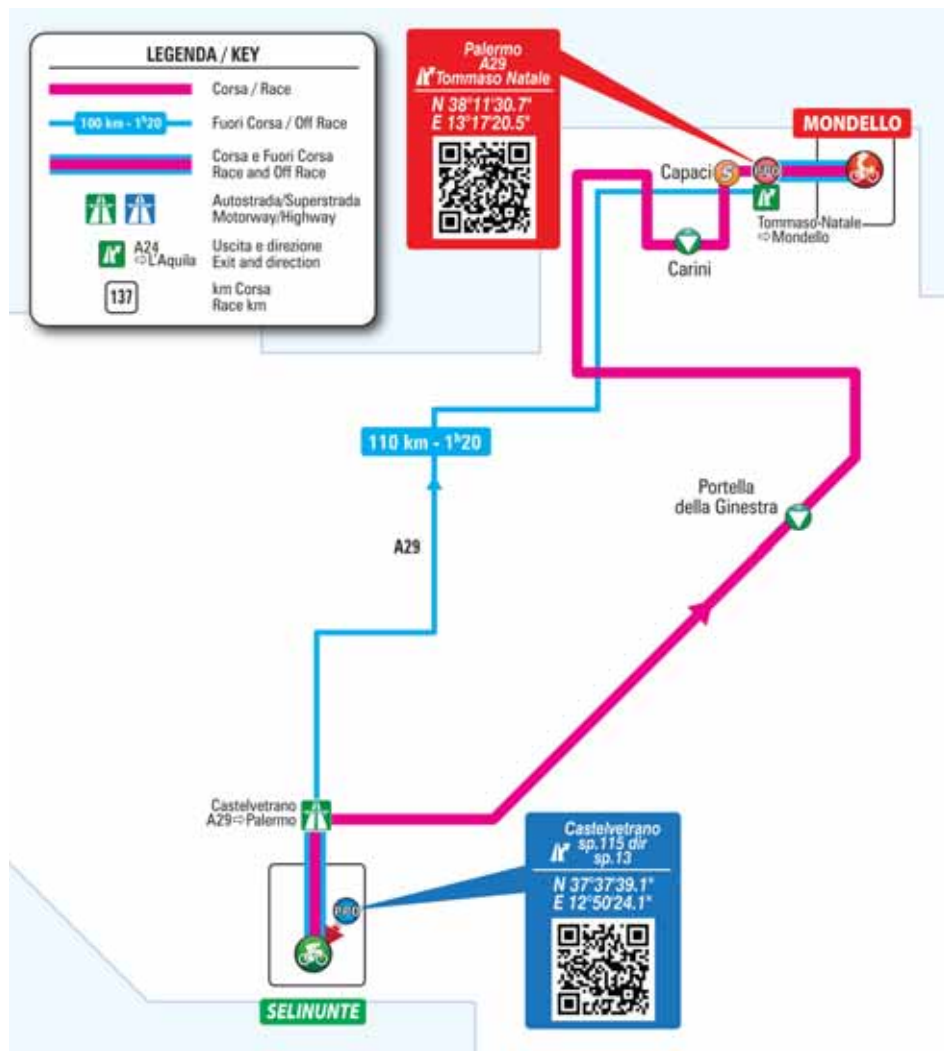 LEGENDA / KEY
Corsa / Race
100 km - 1ʰ20
Fuori Corsa / Off Race
Corsa e Fuori Corsa
Race and Off Race
Autostrada/Superstrada
Motorway/Highway
A24
⇨L'Aquila
Uscita e direzione
Exit and direction
137
km Corsa
Race km
Palermo
A29
Tommaso Natale
N 38°11'30.7"
E 13°17'20.5"
MONDELLO
Capaci
S
PPO
Tommaso-Natale
⇨Mondello
Carini
110 km - 1ʰ20
Portella
della Ginestra
A29
Castelvetrano
A29⇨Palermo
Castelvetrano
sp.115 dir
sp.13
N 37°37'39.1"
E 12°50'24.1"
PPO
SELINUNTE